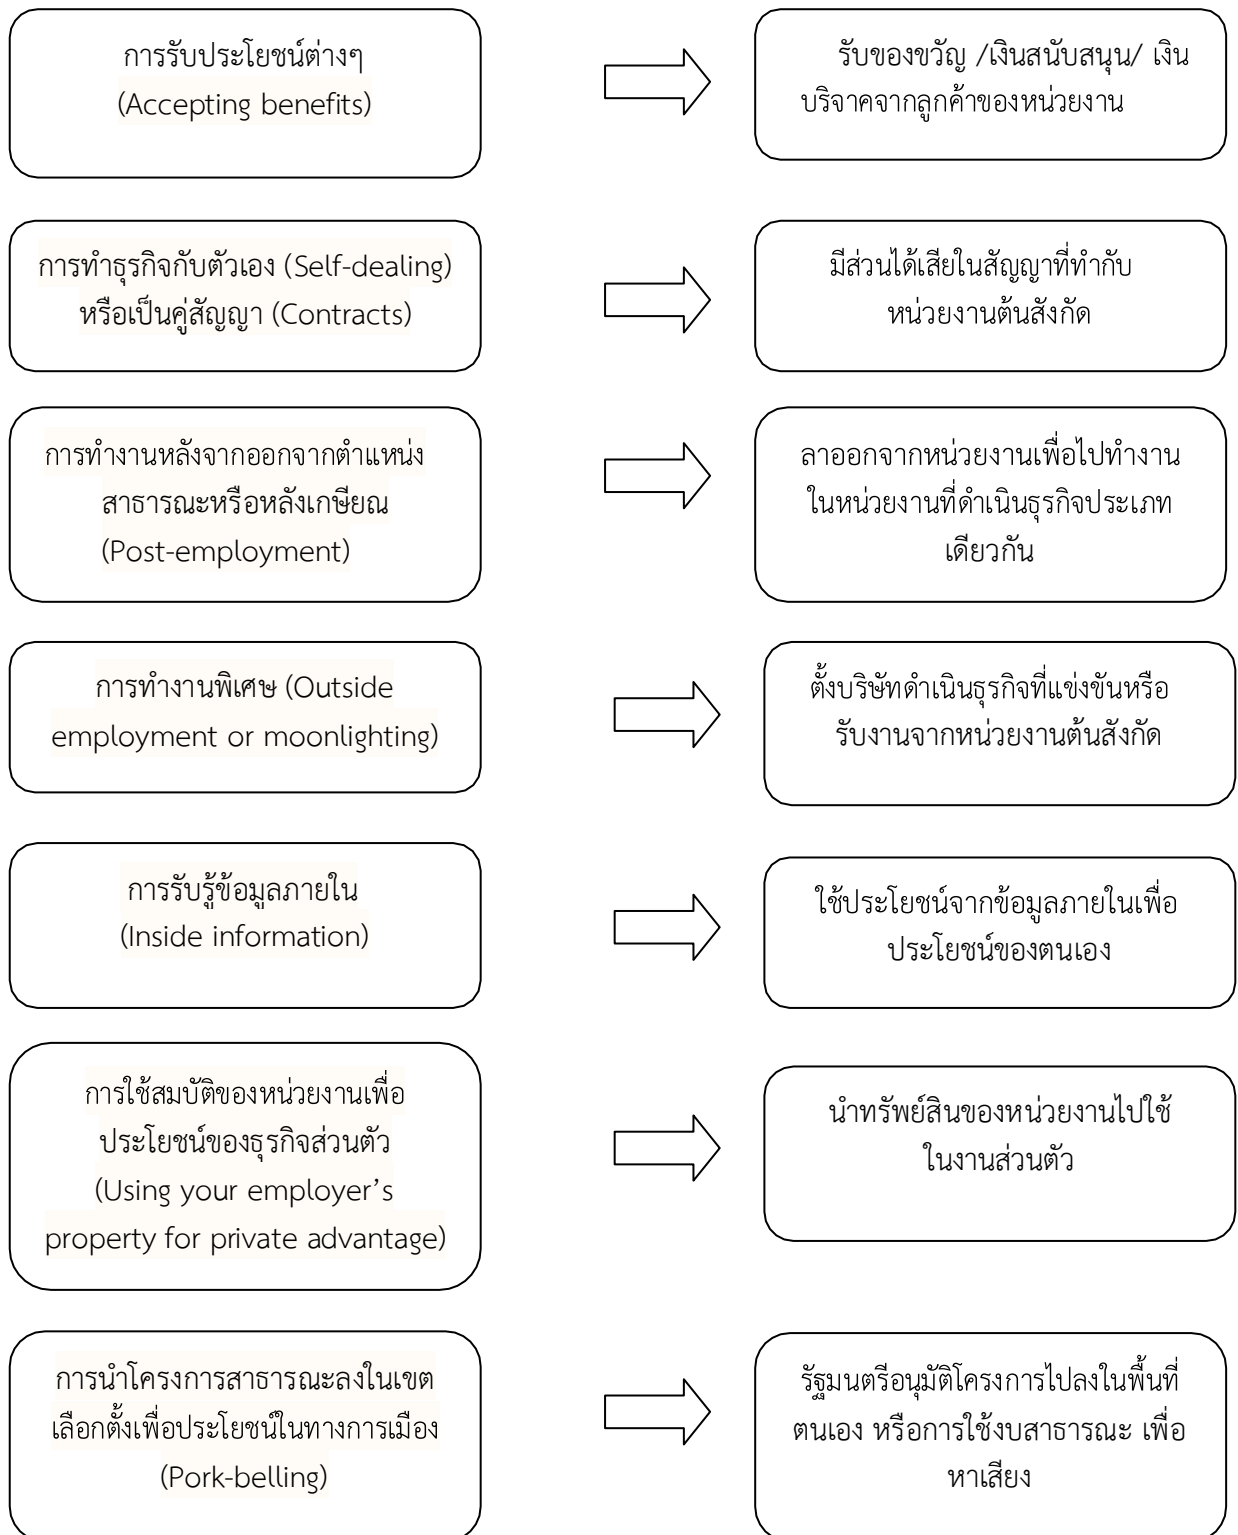 การรับประโยชน์ต่างๆ
(Accepting benefits)
รับของขวัญ /เงินสนับสนุน/ เงิน
บริจาคจากลูกค้าของหน่วยงาน
การทำธุรกิจกับตัวเอง (Self-dealing)
หรือเป็นคู่สัญญา (Contracts)
มีส่วนได้เสียในสัญญาที่ทำกับ
หน่วยงานต้นสังกัด
การทำงานหลังจากออกจากตำแหน่ง
สาธารณะหรือหลังเกษียณ
(Post-employment)
ลาออกจากหน่วยงานเพื่อไปทำงาน
ในหน่วยงานที่ดำเนินธุรกิจประเภท
เดียวกัน
การทำงานพิเศษ (Outside
employment or moonlighting)
ตั้งบริษัทดำเนินธุรกิจที่แข่งขันหรือ
รับงานจากหน่วยงานต้นสังกัด
การรับรู้ข้อมูลภายใน
(Inside information)
ใช้ประโยชน์จากข้อมูลภายในเพื่อ
ประโยชน์ของตนเอง
การใช้สมบัติของหน่วยงานเพื่อ
ประโยชน์ของธุรกิจส่วนตัว
(Using your employer’s
property for private advantage)
นำทรัพย์สินของหน่วยงานไปใช้
ในงานส่วนตัว
การนำโครงการสาธารณะลงในเขต
เลือกตั้งเพื่อประโยชน์ในทางการเมือง
(Pork-belling)
รัฐมนตรีอนุมัติโครงการไปลงในพื้นที่
ตนเอง หรือการใช้งบสาธารณะ เพื่อ
หาเสียง